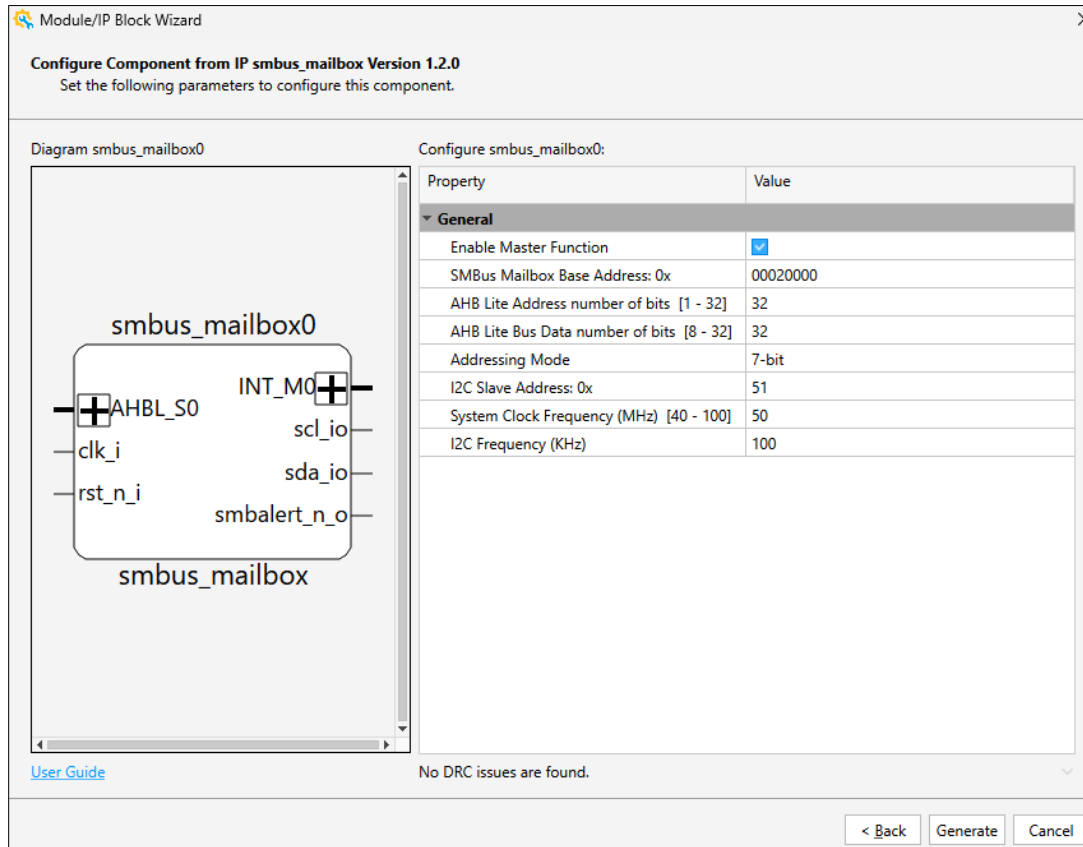 Module/IP Block Wizard
Configure Component from IP smbus_mailbox Version 1.2.0
Set the following parameters to configure this component.
Diagram smbus_mailbox0
smbus_mailbox0
AHBL_S0
clk_i
rst_n_i
INT_M0
scl_io
sda_io
smbalert_n_o
smbus_mailbox
User Guide
Configure smbus_mailbox0:
Property Value
General
Enable Master Function
SMBus Mailbox Base Address: 0x 00020000
AHB Lite Address number of bits [1 - 32] 32
AHB Lite Bus Data number of bits [8 - 32] 32
Addressing Mode 7-bit
I2C Slave Address: 0x 51
System Clock Frequency (MHz) [40 - 100] 50
I2C Frequency (KHz) 100
No DRC issues are found.
< Back Generate Cancel